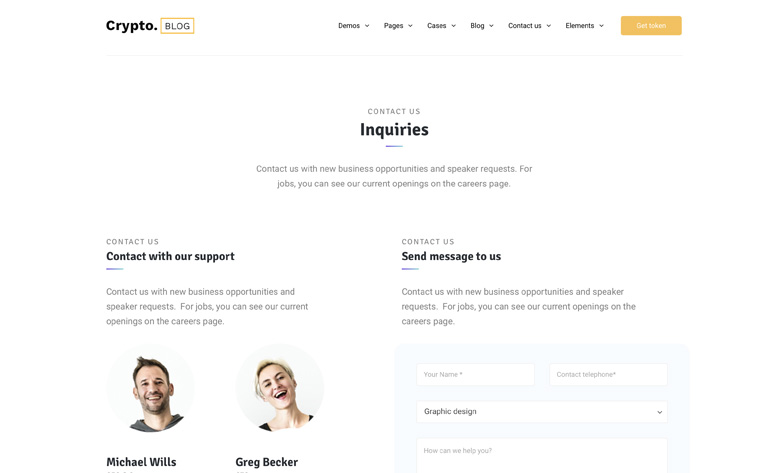 Crypto. BLOG
Demos Pages Cases Blog Contact us Elements Get token
CONTACT US
Inquiries
Contact us with new business opportunities and speaker requests. For
jobs, you can see our current openings on the careers page.
CONTACT US
Contact with our support
Contact us with new business opportunities and
speaker requests.  For jobs, you can see our current
openings on the careers page.
Michael Wills
Greg Becker
CONTACT US
Send message to us
Contact us with new business opportunities and speaker
requests.  For jobs, you can see our current openings on the
careers page.
Your Name *
Contact telephone*
Graphic design
How can we help you?